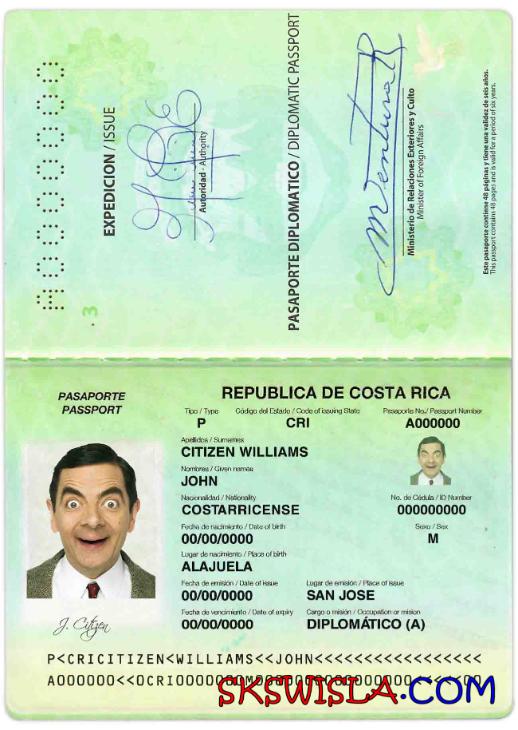 A000000
3
EXPEDICION / ISSUE
Autoridad - Authority
PASAPORTE DIPLOMATICO / DIPLOMATIC PASSPORT
Ministerio de Relaciones Exteriores y Culto
Minister of Foreign Affairs
Este pasaporte contiene 48 páginas y tiene una validez de seis años.
This passport contains 48 pages and is valid for a period of six years.
PASAPORTE
PASSPORT
REPUBLICA DE COSTA RICA
Tipo / Type Código del Estado / Code of issuing State Pasaporte No./ Passport Number
P CRI A000000
Apellidos / Surnames
CITIZEN WILLIAMS
Nombres / Given names
JOHN
Nacionalidad / Nationality No. de Cédula / ID Number
COSTARRICENSE 000000000
Fecha de nacimiento / Date of birth Sexo / Sex
00/00/0000 M
Lugar de nacimiento / Place of birth
ALAJUELA
Fecha de emisión / Date of issue Lugar de emisión / Place of issue
00/00/0000 SAN JOSE
Fecha de vencimiento / Date of expiry Cargo o misión / Occupation or mision
00/00/0000 DIPLOMÁTICO (A)
J. Citizen
P<CRICITIZEN<WILLIAMS<<JOHN<<<<<<<<<<<<<<<<<
SKSWISLA.COM